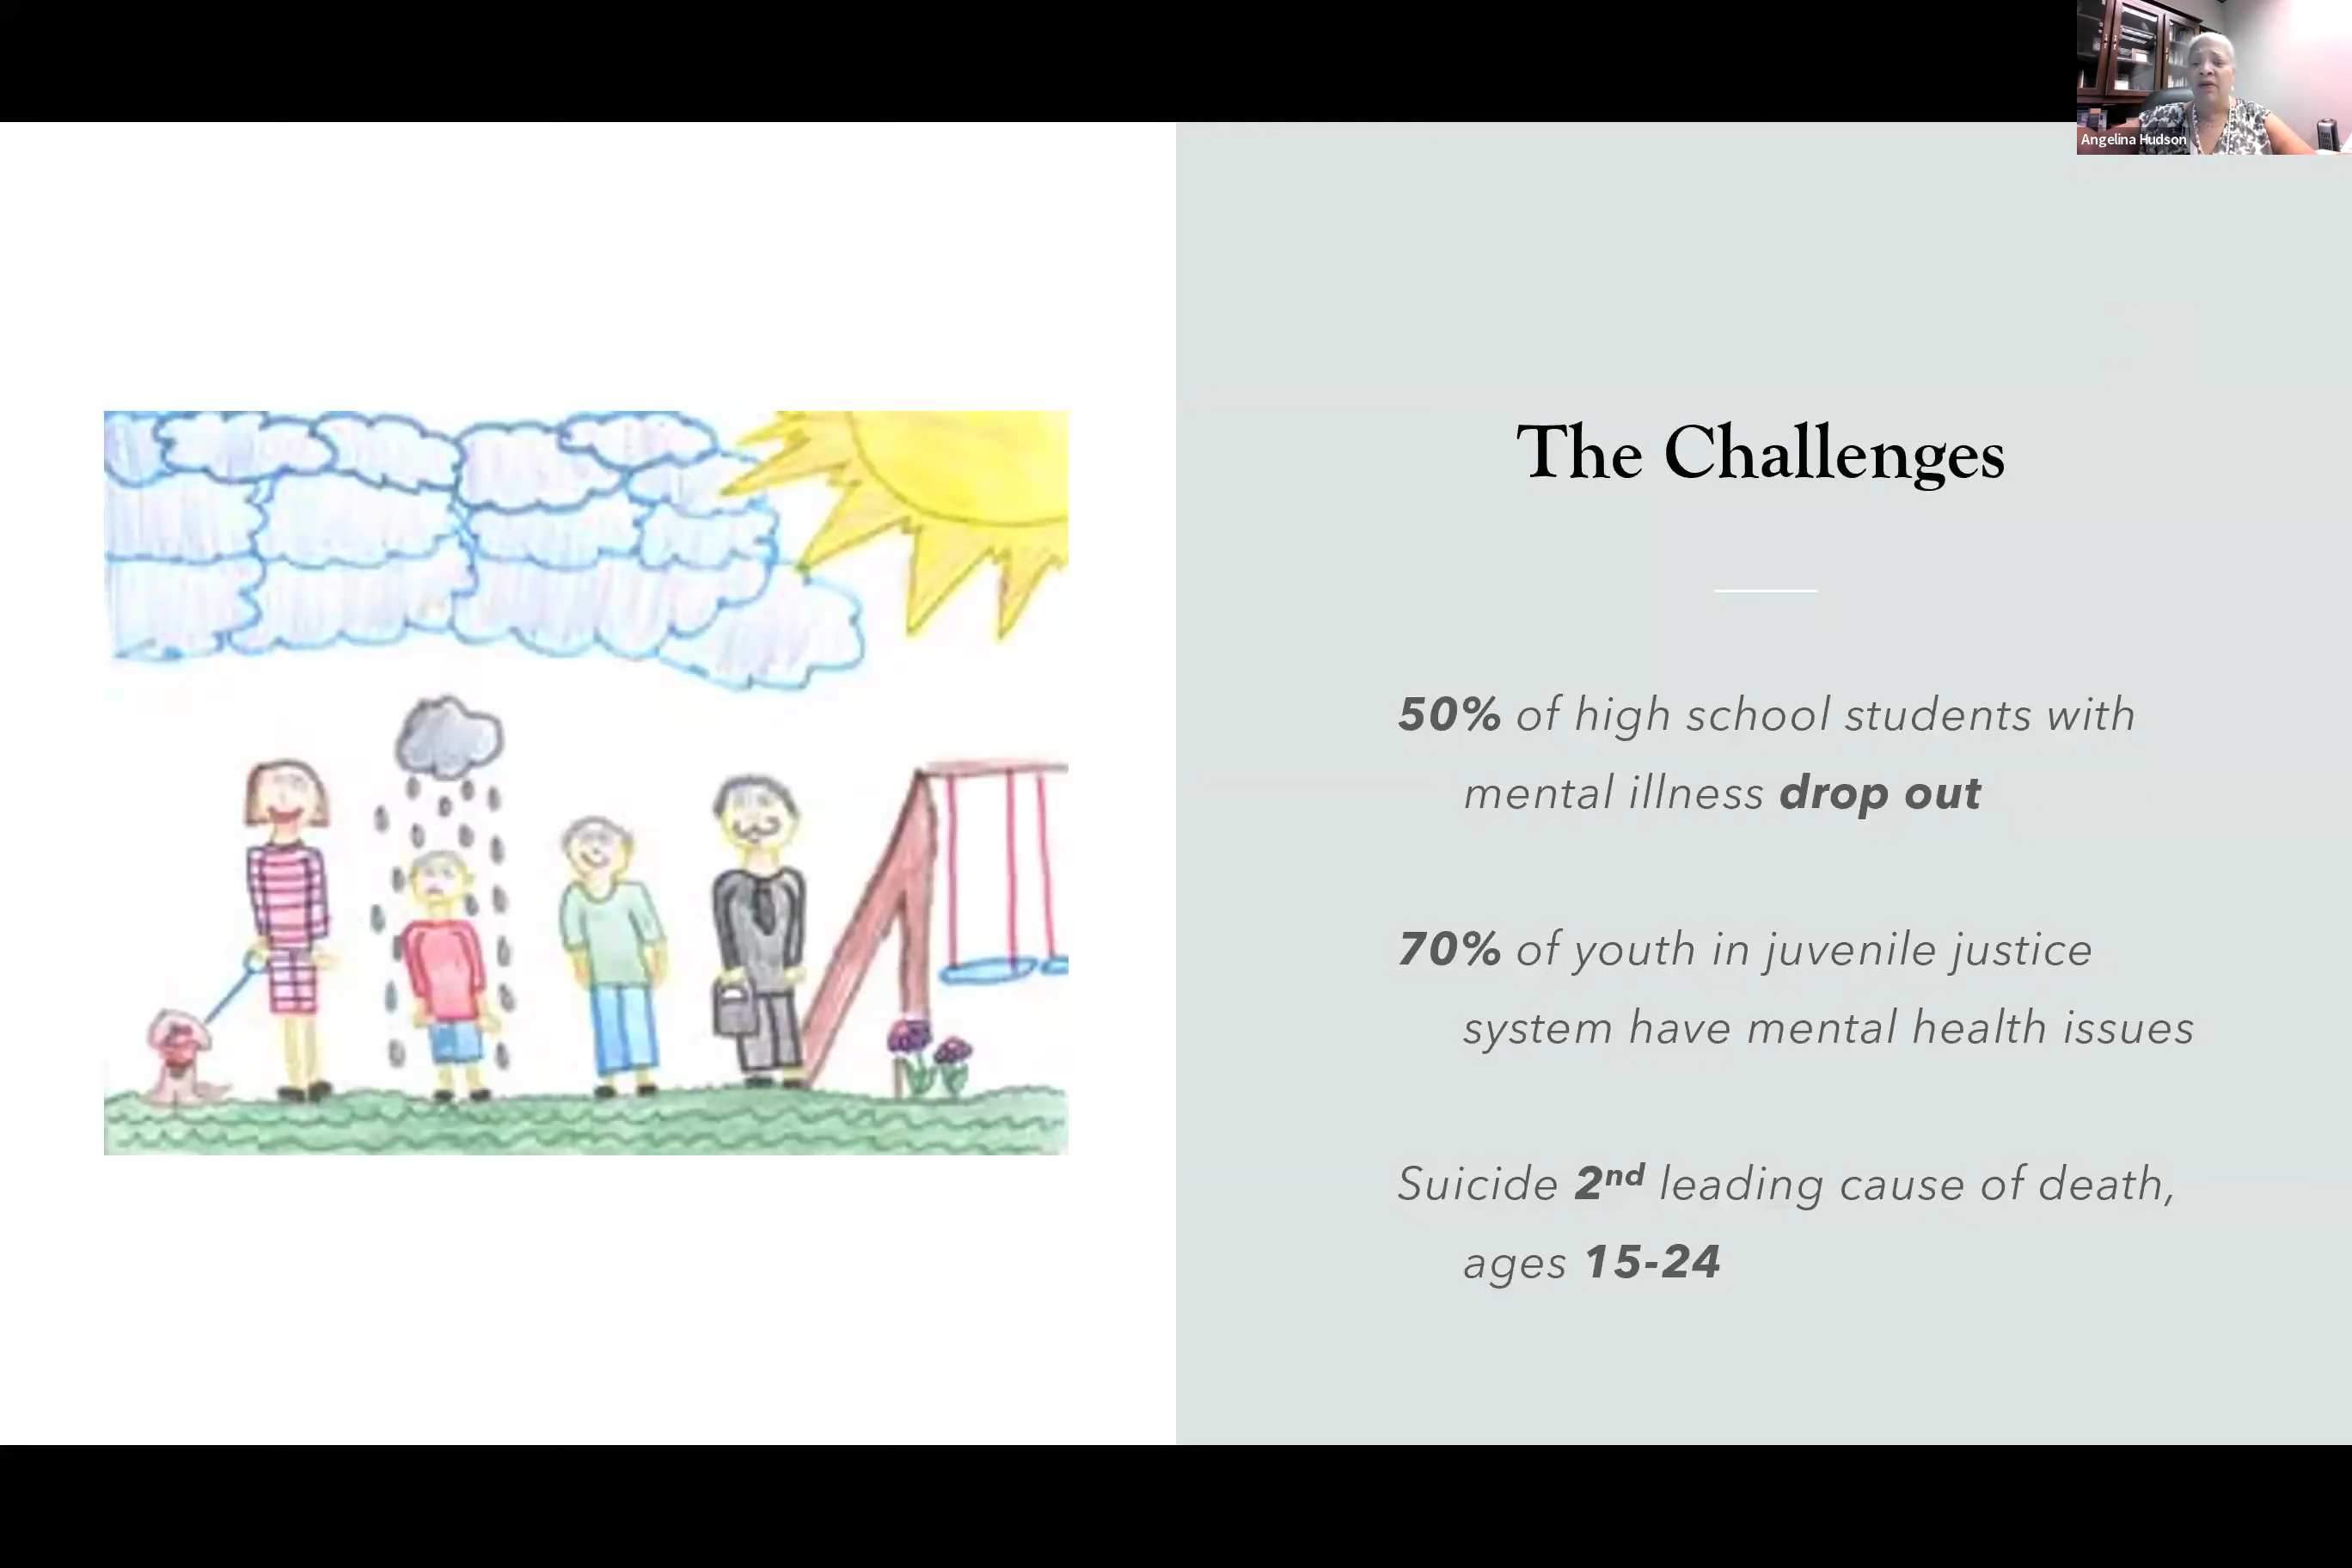 Angelina Hudson
The Challenges
50% of high school students with
mental illness drop out
70% of youth in juvenile justice
system have mental health issues
Suicide 2nd leading cause of death,
ages 15-24